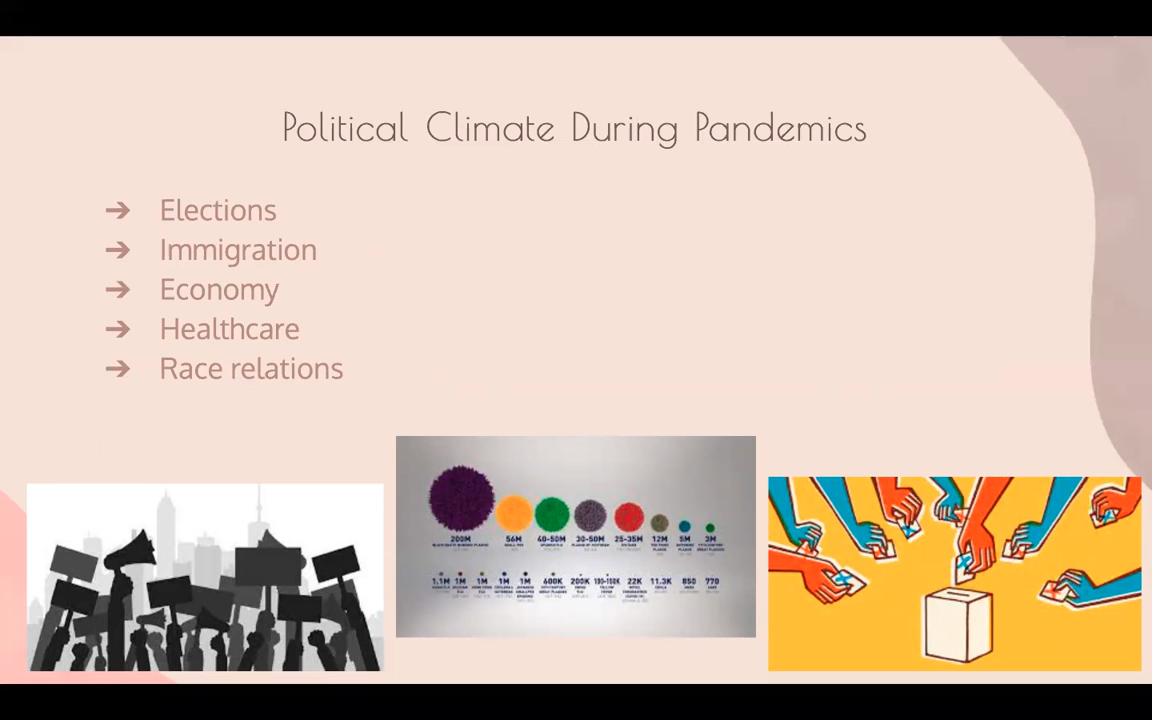 Political Climate During Pandemics
➔ Elections
➔ Immigration
➔ Economy
➔ Healthcare
➔ Race relations
200M 56M 40-50M 30-50M 25-35M 12M 5M 3M
1.1M 1M 1M 1M 1M 600K 200K 100-150K 22K 11.3K 850 770